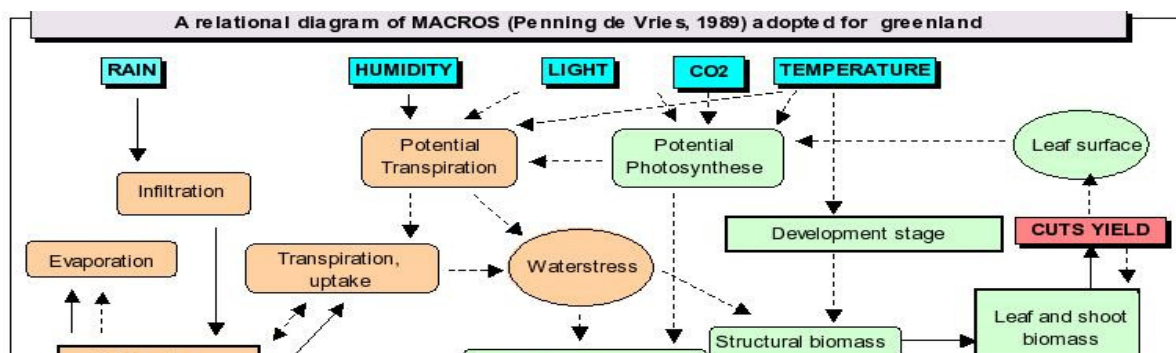 A relational diagram of MACROS (Penning de Vries, 1989) adopted for greenland
RAIN
HUMIDITY
LIGHT
CO2
TEMPERATURE
Potential
Transpiration
Potential
Photosynthese
Leaf surface
Infiltration
Evaporation
Transpiration,
uptake
Waterstress
Development stage
CUTS YIELD
Structural biomass
Leaf and shoot
biomass